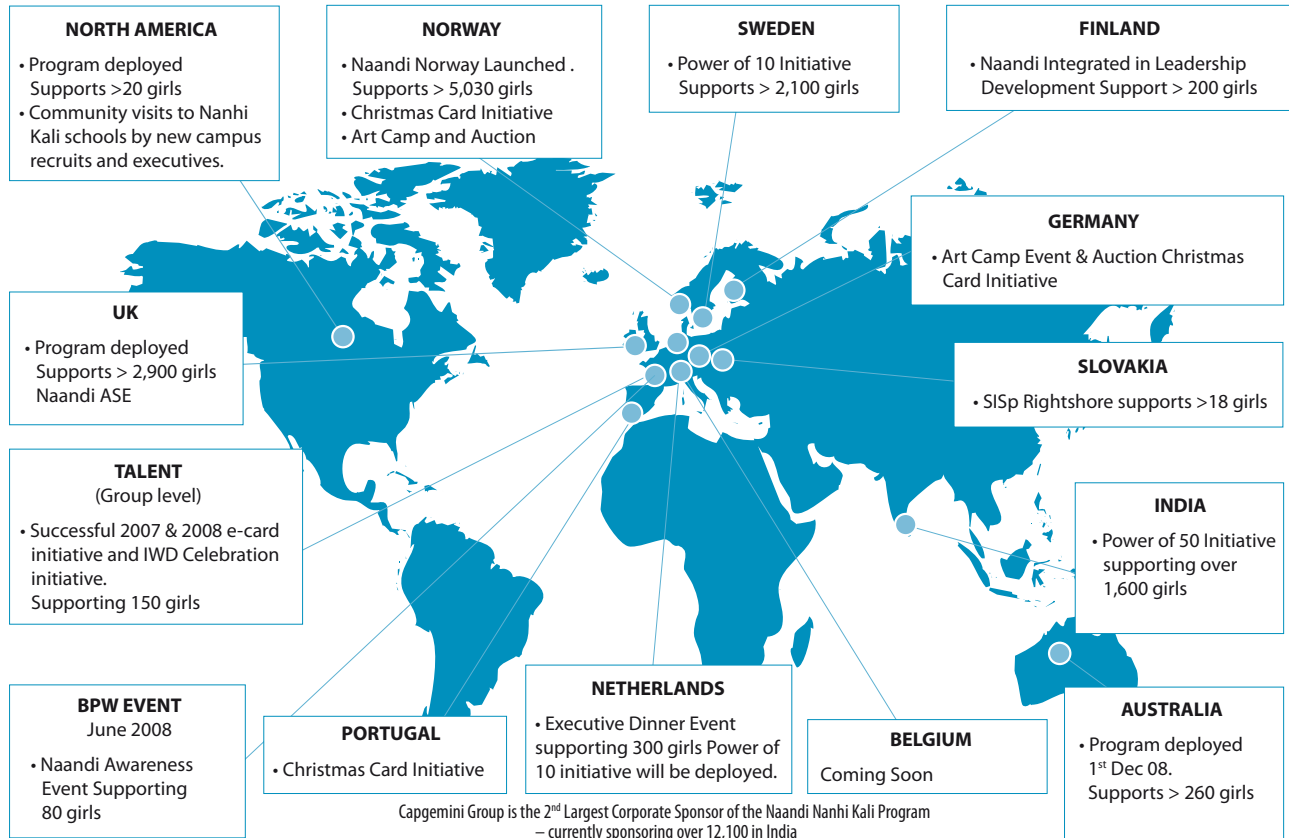 NORTH AMERICA
• Program deployed
Supports >20 girls
• Community visits to Nanhi
Kali schools by new campus
recruits and executives.
NORWAY
• Naandi Norway Launched .
Supports > 5,030 girls
• Christmas Card Initiative
• Art Camp and Auction
SWEDEN
• Power of 10 Initiative
Supports > 2,100 girls
FINLAND
• Naandi Integrated in Leadership
Development Support > 200 girls
GERMANY
• Art Camp Event & Auction Christmas
Card Initiative
UK
• Program deployed
Supports > 2,900 girls
Naandi ASE
SLOVAKIA
• SISp Rightshore supports >18 girls
TALENT
(Group level)
• Successful 2007 & 2008 e-card
initiative and IWD Celebration
initiative.
Supporting 150 girls
INDIA
• Power of 50 Initiative
supporting over
1,600 girls
BPW EVENT
June 2008
• Naandi Awareness
Event Supporting
80 girls
PORTUGAL
• Christmas Card Initiative
NETHERLANDS
• Executive Dinner Event
supporting 300 girls Power of
10 initiative will be deployed.
BELGIUM
Coming Soon
AUSTRALIA
• Program deployed
1st Dec 08.
Supports > 260 girls
Capgemini Group is the 2nd Largest Corporate Sponsor of the Naandi Nanhi Kali Program
– currently sponsoring over 12,100 in India